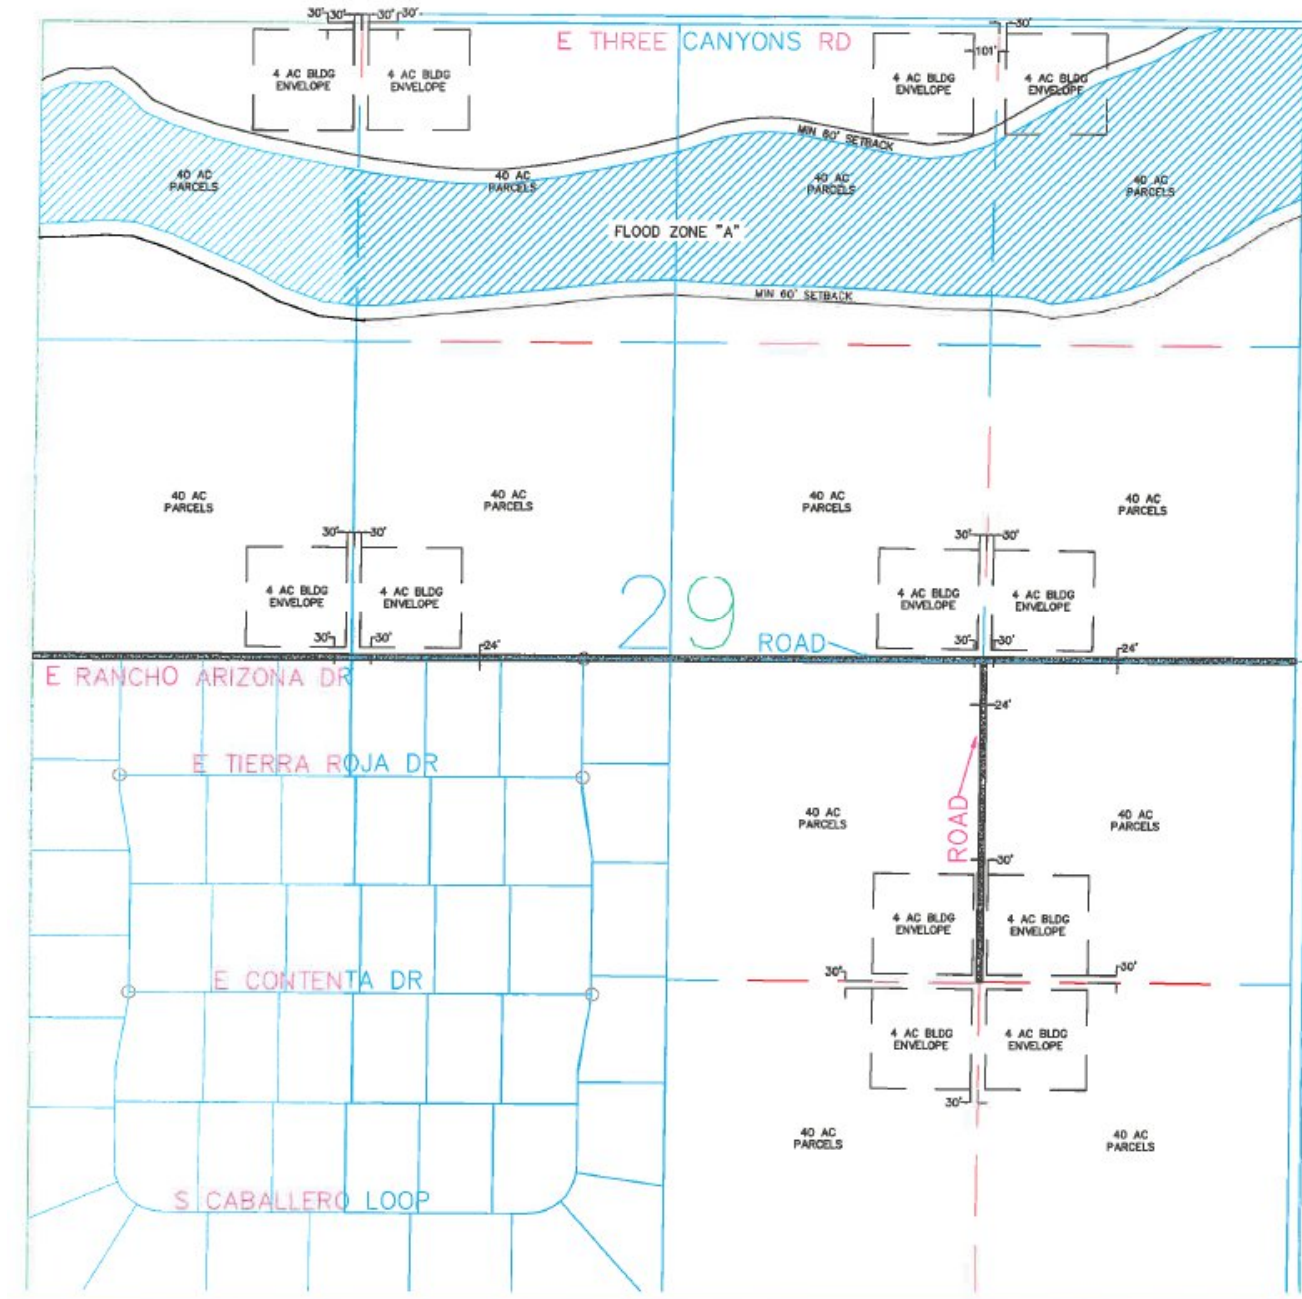 30' 30' 30' 30'
30'
E THREE CANYONS RD
101'
4 AC BLDG
ENVELOPE
4 AC BLDG
ENVELOPE
4 AC BLDG
ENVELOPE
4 AC BLDG
ENVELOPE
MIN 60' SETBACK
40 AC
PARCELS
40 AC
PARCELS
40 AC
PARCELS
40 AC
PARCELS
FLOOD ZONE "A"
MIN 60' SETBACK
40 AC
PARCELS
40 AC
PARCELS
40 AC
PARCELS
40 AC
PARCELS
30' 30'
30' 30'
4 AC BLDG
ENVELOPE
4 AC BLDG
ENVELOPE
29
4 AC BLDG
ENVELOPE
4 AC BLDG
ENVELOPE
30' 30'
24'
ROAD
30' 30'
24'
E RANCHO ARIZONA DR
24'
E TIERRA ROJA DR
ROAD
40 AC
PARCELS
40 AC
PARCELS
30'
4 AC BLDG
ENVELOPE
4 AC BLDG
ENVELOPE
E CONTENTA DR
30'
30'
4 AC BLDG
ENVELOPE
4 AC BLDG
ENVELOPE
30'
40 AC
PARCELS
40 AC
PARCELS
S CABALLERO LOOP